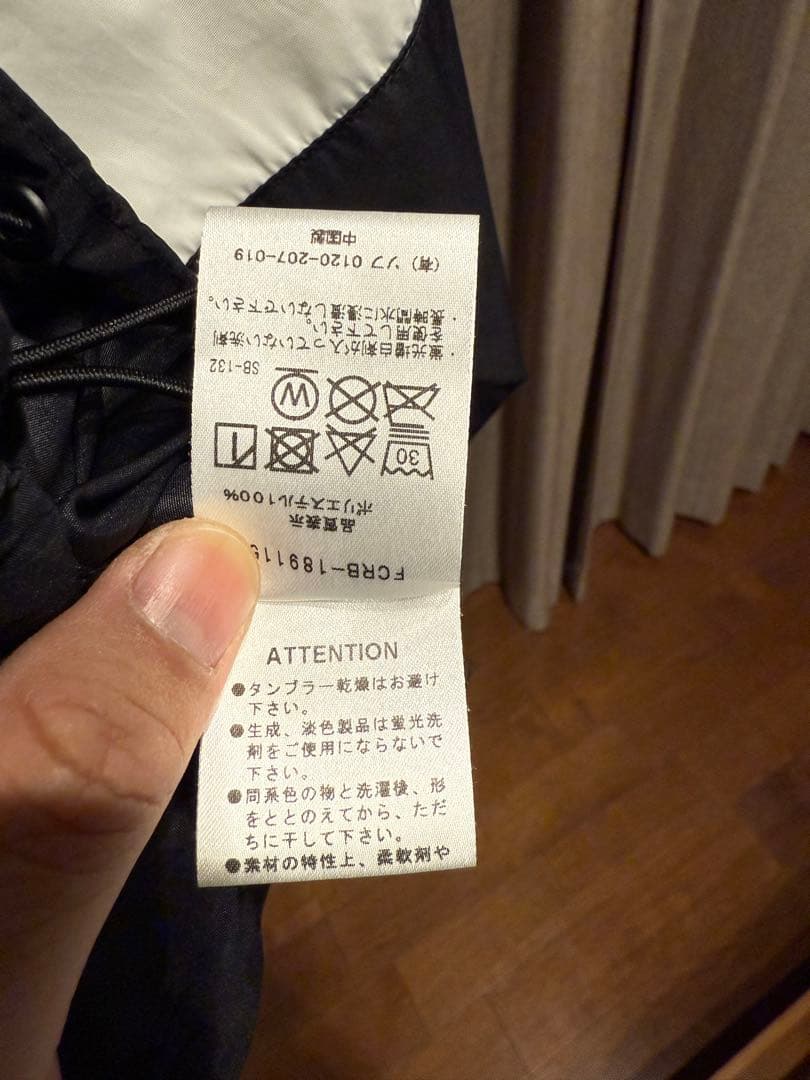 FCRB-18911
品質表示
ポリエステル100%
30
W
SB-132
・蛍光増白剤が入っていない洗剤
を使用して下さい。
・長時間水に浸漬しないで下さい。
(有) ソフ 0120-207-019
中国製
ATTENTION
●タンブラー乾燥はお避け
下さい。
●生成、淡色製品は蛍光洗
剤をご使用にならないで
下さい。
●同系色の物と洗濯後、形
をととのえてから、ただ
ちに干して下さい。
●素材の特性上、柔軟剤や